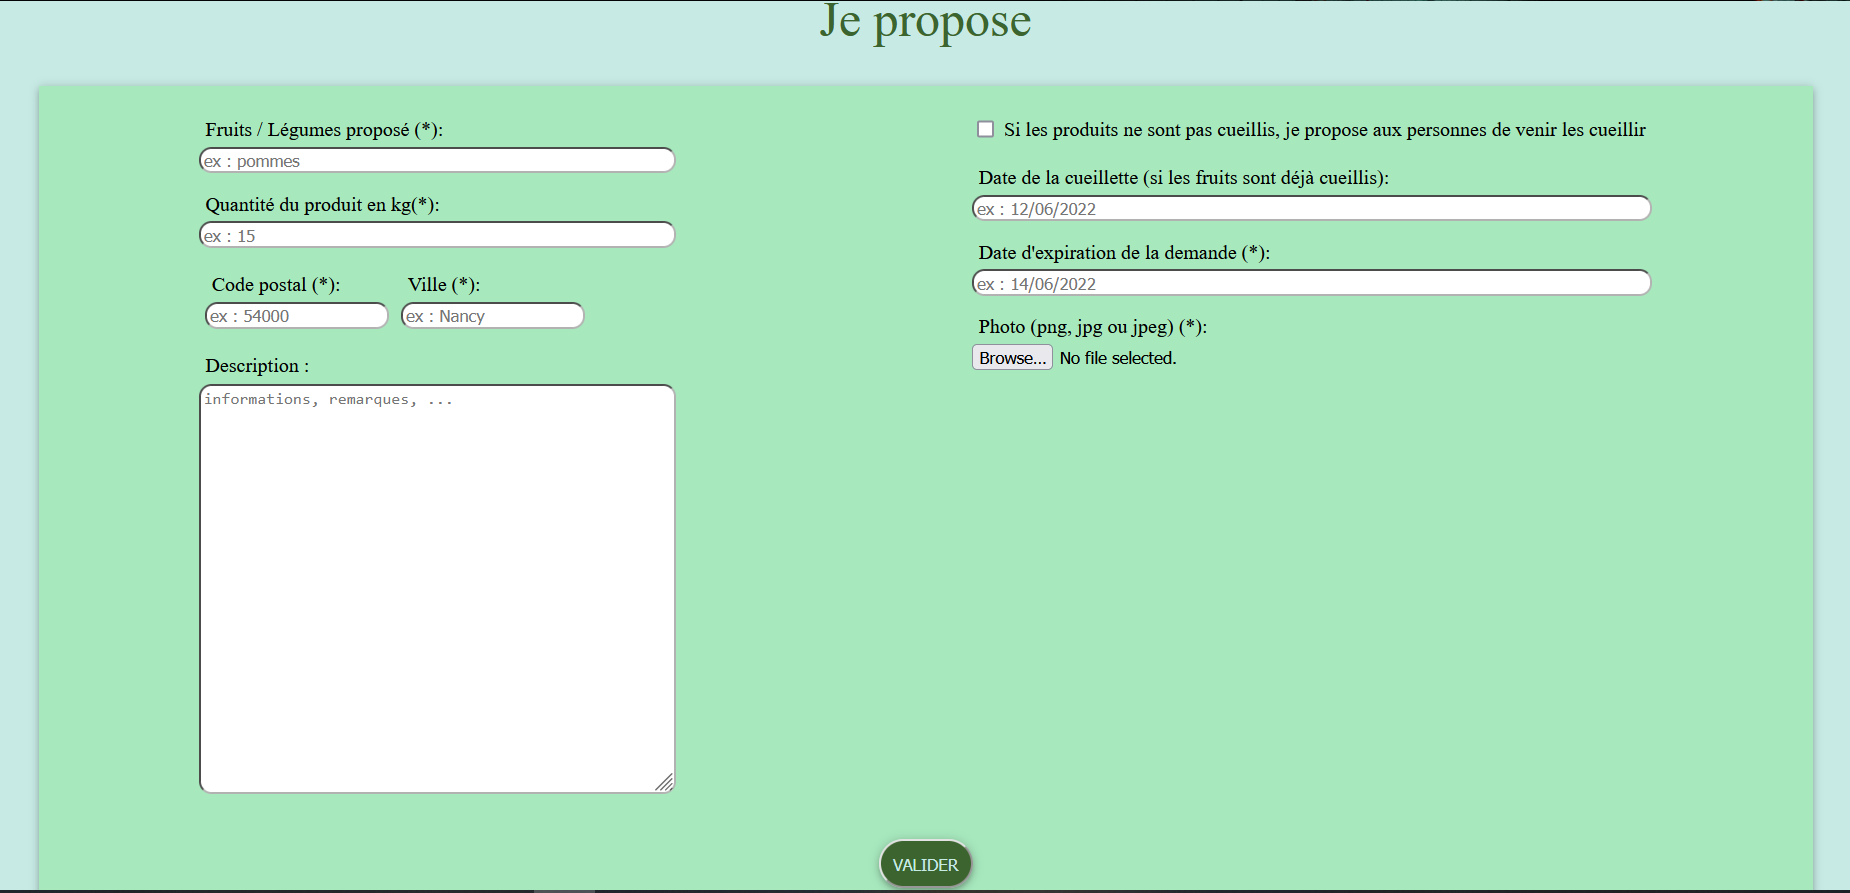 Je propose
Fruits / Légumes proposé (*):
ex : pommes
Quantité du produit en kg(*):
ex : 15
Code postal (*):
ex : 54000
Ville (*):
ex : Nancy
Description :
informations, remarques, ...
Si les produits ne sont pas cueillis, je propose aux personnes de venir les cueillir
Date de la cueillette (si les fruits sont déjà cueillis):
ex : 12/06/2022
Date d'expiration de la demande (*):
ex : 14/06/2022
Photo (png, jpg ou jpeg) (*):
Browse... No file selected.
VALIDER